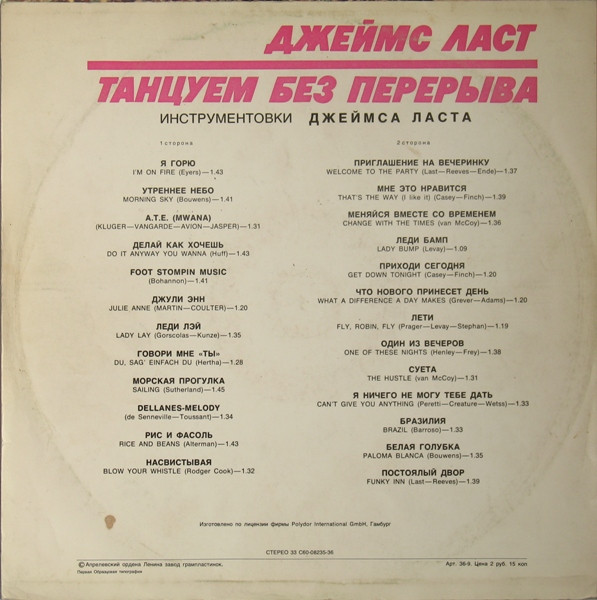 ДЖЕЙМС ЛАСТ
ТАНЦУЕМ БЕЗ ПЕРЕРЫВА
ИНСТРУМЕНТОВКИ ДЖЕЙМСА ЛАСТА
1 сторона
Я ГОРЮ
I'M ON FIRE (Eyers)—1.43
УТРЕННЕЕ НЕБО
MORNING SKY (Bouwens)—1.41
А.Т.Е. (MWANA)
(KLUGER—VANGARDE—AVION—JASPER)—1.31
ДЕЛАЙ КАК ХОЧЕШЬ
DO IT ANYWAY YOU WANNA (Huff)—1.43
FOOT STOMPIN MUSIC
(Bohannon)—1.41
ДЖУЛИ ЭНН
JULIE ANNE (MARTIN—COULTER)—1.20
ЛЕДИ ЛЭЙ
LADY LAY (Gorscolas—Kunze)—1.35
ГОВОРИ МНЕ «ТЫ»
DU, SAG' EINFACH DU (Hertha)—1.28
МОРСКАЯ ПРОГУЛКА
SAILING (Sutherland)—1.45
DELLANES-MELODY
(de Senneville—Toussant)—1.34
РИС И ФАСОЛЬ
RICE AND BEANS (Alterman)—1.43
НАСВИСТЫВАЯ
BLOW YOUR WHISTLE (Rodger Cook)—1.32
2 сторона
ПРИГЛАШЕНИЕ НА ВЕЧЕРИНКУ
WELCOME TO THE PARTY (Last—Reeves—Ende)—1.37
МНЕ ЭТО НРАВИТСЯ
THAT'S THE WAY (I like it) (Casey—Finch)—1.39
МЕНЯЙСЯ ВМЕСТЕ СО ВРЕМЕНЕМ
CHANGE WITH THE TIMES (van McCoy)—1.36
ЛЕДИ БАМП
LADY BUMP (Levay)—1.09
ПРИХОДИ СЕГОДНЯ
GET DOWN TONIGHT (Casey—Finch)—1.20
ЧТО НОВОГО ПРИНЕСЕТ ДЕНЬ
WHAT A DIFFERENCE A DAY MAKES (Grever—Adams)—1.20
ЛЕТИ
FLY, ROBIN, FLY (Prager—Levay—Stephan)—1.19
ОДИН ИЗ ВЕЧЕРОВ
ONE OF THESE NIGHTS (Henley—Frey)—1.38
СУЕТА
THE HUSTLE (van McCoy)—1.31
Я НИЧЕГО НЕ МОГУ ТЕБЕ ДАТЬ
CAN'T GIVE YOU ANYTHING (Peretti—Creature—Wetss)—1.33
БРАЗИЛИЯ
BRAZIL (Barroso)—1.33
БЕЛАЯ ГОЛУБКА
PALOMA BLANCA (Bouwens)—1.35
ПОСТОЯЛЫЙ ДВОР
FUNKY INN (Last—Reeves)—1.39
Изготовлено по лицензии фирмы Polydor International GmbH, Гамбург
СТЕРЕО 33 С60-08235-36
© Апрелевский ордена Ленина завод грампластинок.
Первая Образцовая типография
Арт. 36-9. Цена 2 руб. 15 коп